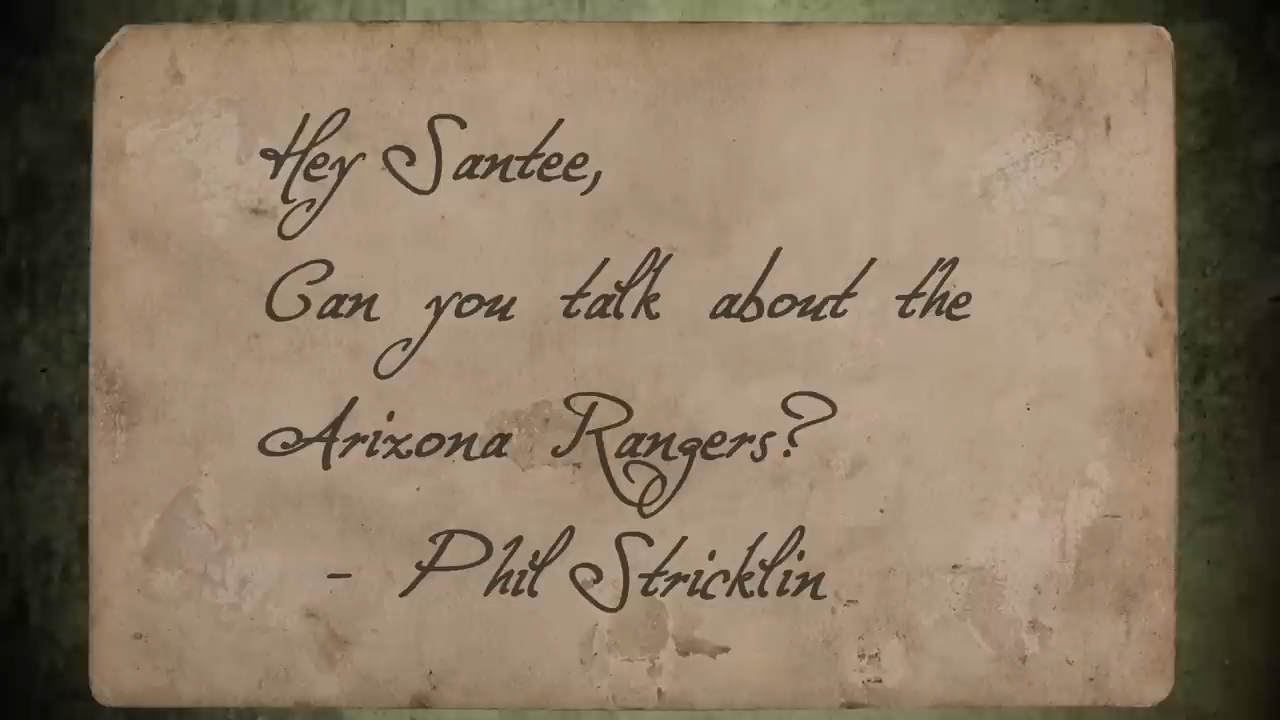 Hey Santee,
Can you talk about the
Arizona Rangers?
- Phil Stricklin